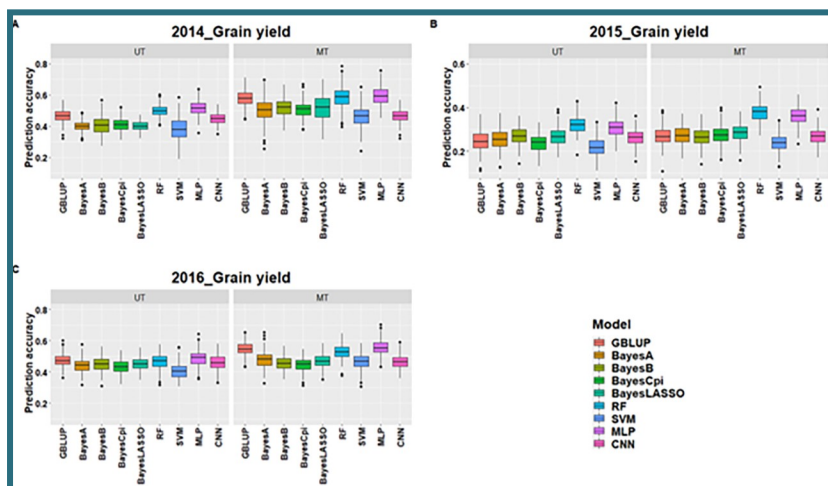 A
2014_Grain yield
UT
MT
Prediction accuracy
0.8
0.6
0.4
0.2
GBLUP
BayesA
BayesB
BayesCpi
BayesLASSO
RF
SVM
MLP
CNN
GBLUP
BayesA
BayesB
BayesCpi
BayesLASSO
RF
SVM
MLP
CNN
B
2015_Grain yield
UT
MT
Prediction accuracy
0.6
0.4
0.2
GBLUP
BayesA
BayesB
BayesCpi
BayesLASSO
RF
SVM
MLP
CNN
GBLUP
BayesA
BayesB
BayesCpi
BayesLASSO
RF
SVM
MLP
CNN
C
2016_Grain yield
UT
MT
Prediction accuracy
0.8
0.6
0.4
0.2
GBLUP
BayesA
BayesB
BayesCpi
BayesLASSO
RF
SVM
MLP
CNN
GBLUP
BayesA
BayesB
BayesCpi
BayesLASSO
RF
SVM
MLP
CNN
Model
GBLUP
BayesA
BayesB
BayesCpi
BayesLASSO
RF
SVM
MLP
CNN